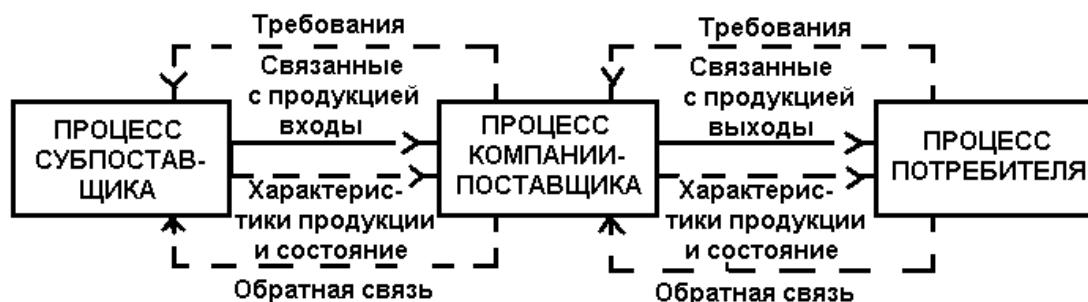 Требования
Требования
Связанные
с продукцией
входы
Связанные
с продукцией
выходы
ПРОЦЕСС
СУБПОСТАВ-
ЩИКА
ПРОЦЕСС
КОМПАНИИ-
ПОСТАВЩИКА
ПРОЦЕСС
ПОТРЕБИТЕЛЯ
Характерис-
тики продукции
и состояние
Характерис-
тики продукции
и состояние
Обратная связь
Обратная связь